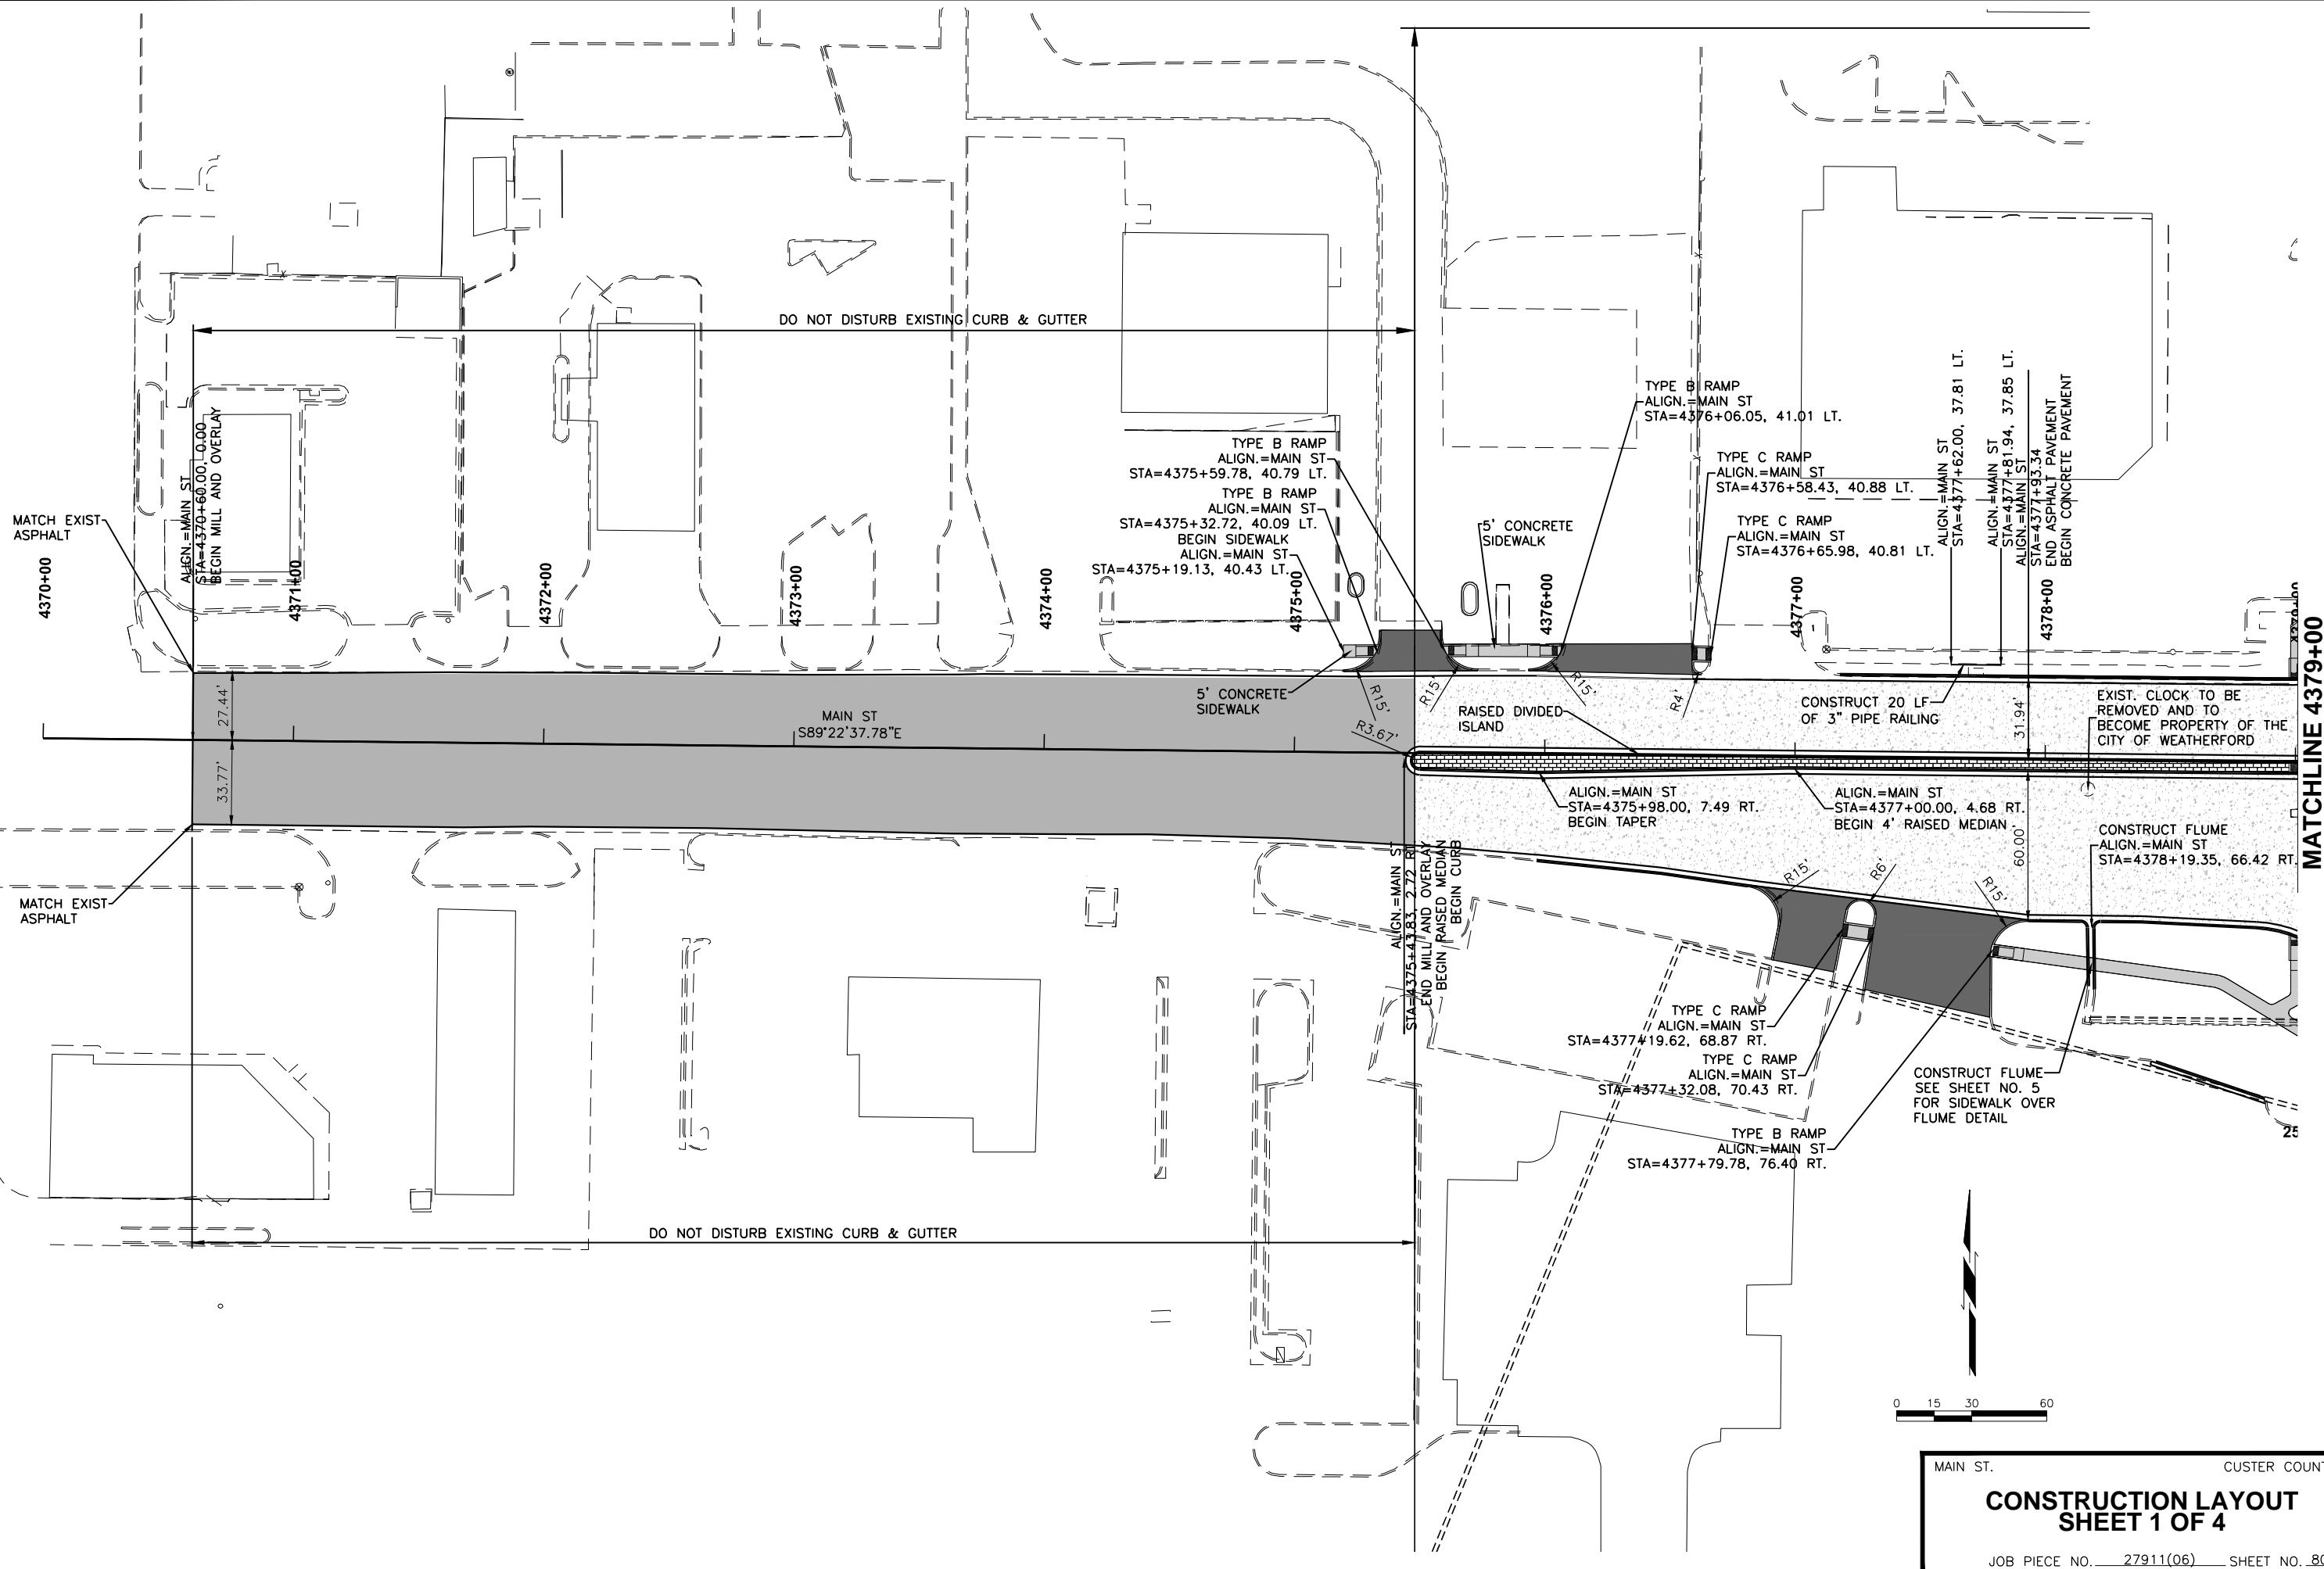 DO NOT DISTURB EXISTING CURB & GUTTER
MATCH EXIST
ASPHALT
ALIGN.=MAIN ST
STA=4370+60.00, 0.00
BEGIN MILL AND OVERLAY
4370+00
4371+00
4372+00
4373+00
4374+00
4375+00
4376+00
4377+00
4378+00
TYPE B RAMP
ALIGN.=MAIN ST
STA=4375+59.78, 40.79 LT.
TYPE B RAMP
ALIGN.=MAIN ST
STA=4375+32.72, 40.09 LT.
BEGIN SIDEWALK
ALIGN.=MAIN ST
STA=4375+19.13, 40.43 LT.
5' CONCRETE
SIDEWALK
TYPE B RAMP
ALIGN.=MAIN ST
STA=4376+06.05, 41.01 LT.
TYPE C RAMP
ALIGN.=MAIN ST
STA=4376+58.43, 40.88 LT.
TYPE C RAMP
ALIGN.=MAIN ST
STA=4376+65.98, 40.81 LT.
ALIGN.=MAIN ST
STA=4377+62.00, 37.81 LT.
ALIGN.=MAIN ST
STA=4377+81.94, 37.85 LT.
ALIGN.=MAIN ST
STA=4377+93.34
END ASPHALT PAVEMENT
BEGIN CONCRETE PAVEMENT
MATCHLINE 4379+00
27.44'
33.77'
MAIN ST
S89°22'37.78"E
5' CONCRETE
SIDEWALK
R15'
R15'
R15'
R4'
R3.67'
RAISED DIVIDED
ISLAND
CONSTRUCT 20 LF
OF 3" PIPE RAILING
31.94'
EXIST. CLOCK TO BE
REMOVED AND TO
BECOME PROPERTY OF THE
CITY OF WEATHERFORD
ALIGN.=MAIN ST
STA=4375+98.00, 7.49 RT.
BEGIN TAPER
ALIGN.=MAIN ST
STA=4377+00.00, 4.68 RT.
BEGIN 4' RAISED MEDIAN
60.00'
CONSTRUCT FLUME
ALIGN.=MAIN ST
STA=4378+19.35, 66.42 RT.
MATCH EXIST
ASPHALT
ALIGN.=MAIN ST
STA=4375+43.83, 2.72 RT.
END MILL AND OVERLAY
BEGIN RAISED MEDIAN
BEGIN CURB
R15'
R6'
R15'
TYPE C RAMP
ALIGN.=MAIN ST
STA=4377+19.62, 68.87 RT.
TYPE C RAMP
ALIGN.=MAIN ST
STA=4377+32.08, 70.43 RT.
TYPE B RAMP
ALIGN.=MAIN ST
STA=4377+79.78, 76.40 RT.
CONSTRUCT FLUME
SEE SHEET NO. 5
FOR SIDEWALK OVER
FLUME DETAIL
25
DO NOT DISTURB EXISTING CURB & GUTTER
0 15 30 60
MAIN ST. CUSTER COUNT
CONSTRUCTION LAYOUT
SHEET 1 OF 4
JOB PIECE NO. 27911(06) SHEET NO. 80